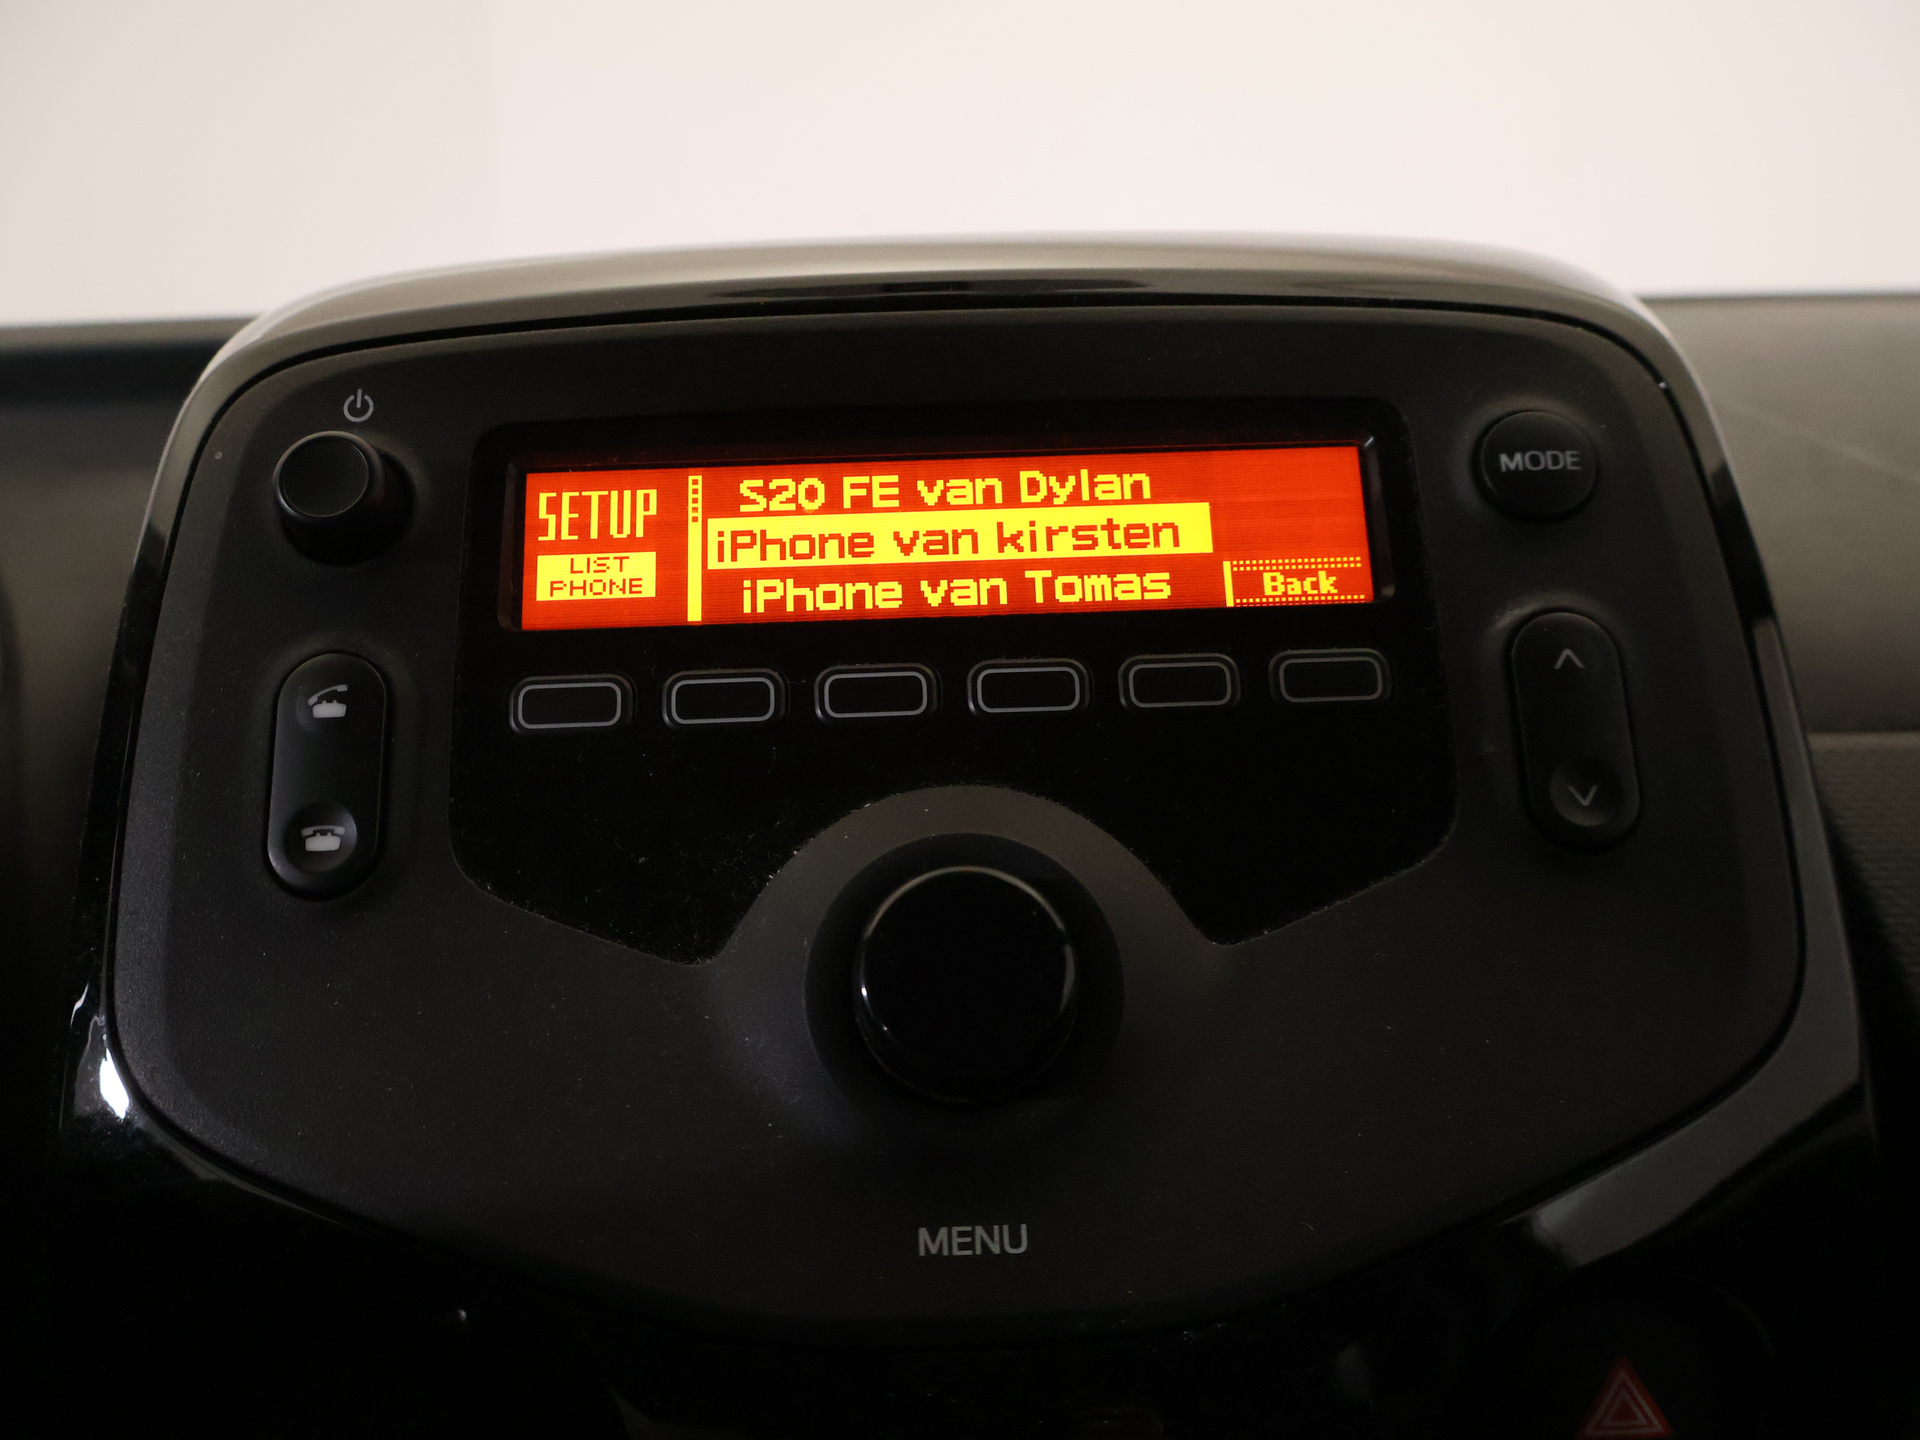 SETUP
LIST
PHONE
S20 FE van Dylan
iPhone van kirsten
iPhone van Tomas
Back
MODE
MENU